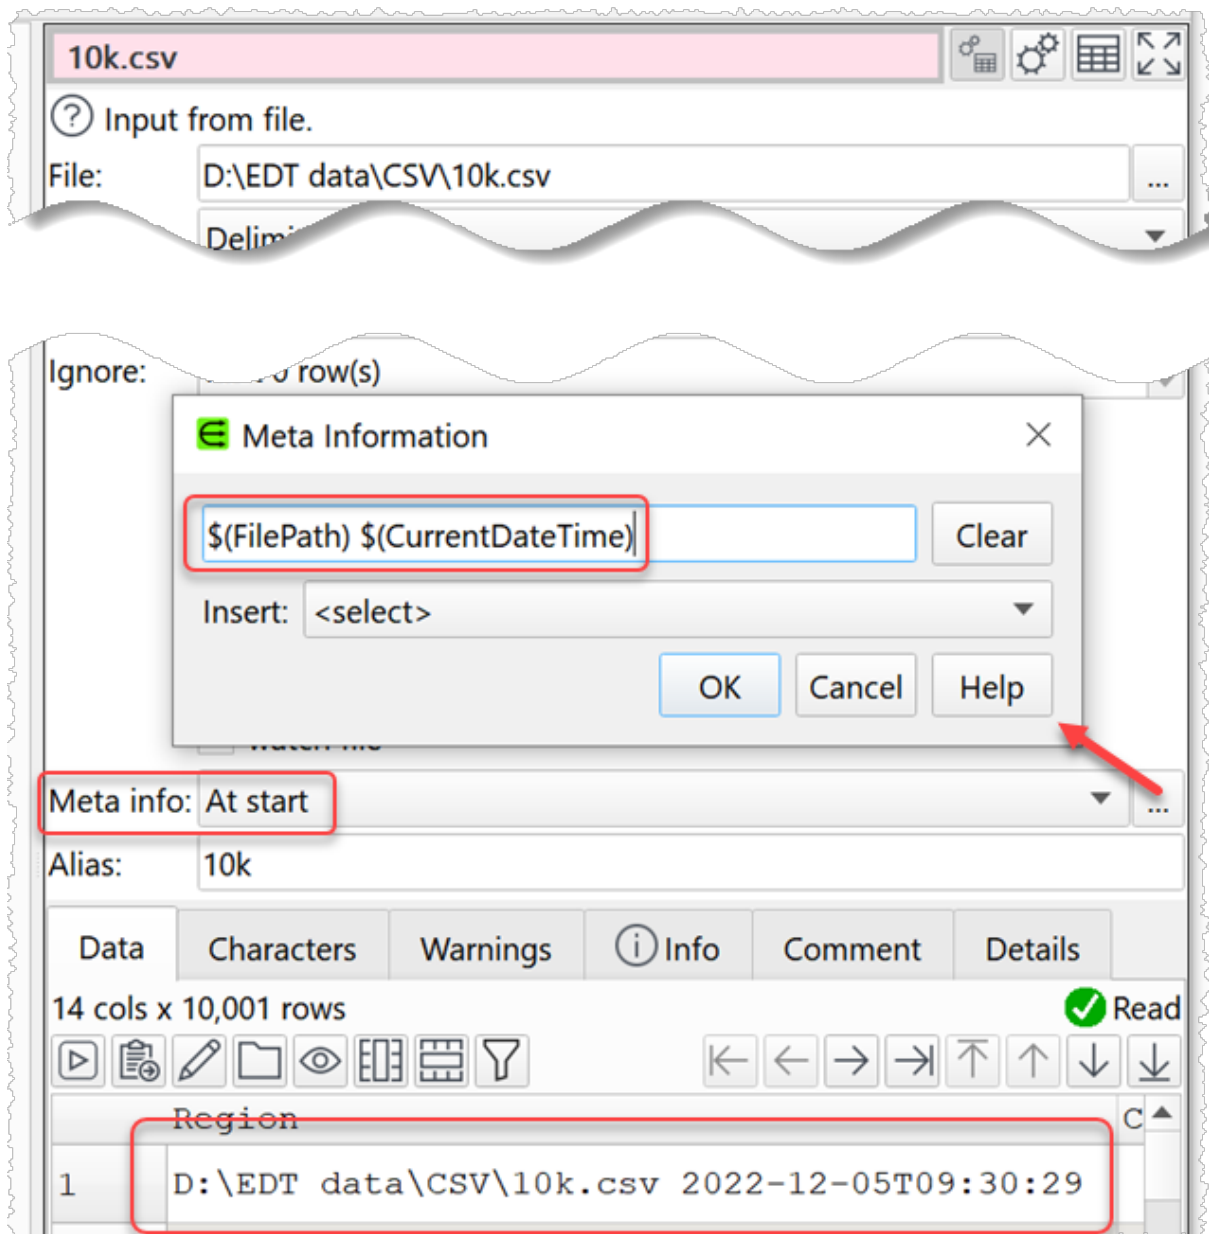 10k.csv
Input from file.
File: D:\EDT data\CSV\10k.csv ...
Ignore: row(s)
Meta Information
$(FilePath) $(CurrentDateTime) Clear
Insert: <select>
OK Cancel Help
Meta info: At start ...
Alias: 10k
Data Characters Warnings Info Comment Details
14 cols x 10,001 rows Read
Region C
1 D:\EDT data\CSV\10k.csv 2022-12-05T09:30:29